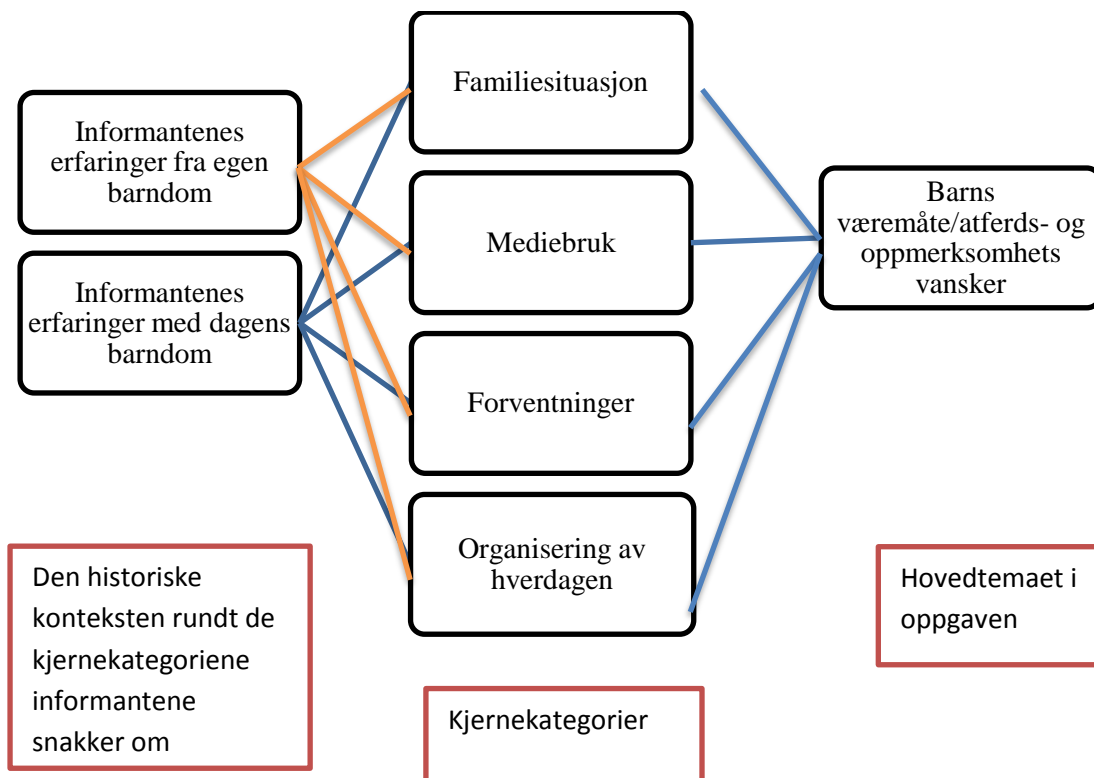 Informantenes
erfaringer fra egen
barndom
Informantenes
erfaringer med dagens
barndom
Familiesituasjon
Mediebruk
Forventninger
Organisering av
hverdagen
Barns
væremåte/atferds- og
oppmerksomhets
vansker
Den historiske
konteksten rundt de
kjernekategoriene
informantene
snakker om
Kjernekategorier
Hovedtemaet i
oppgaven